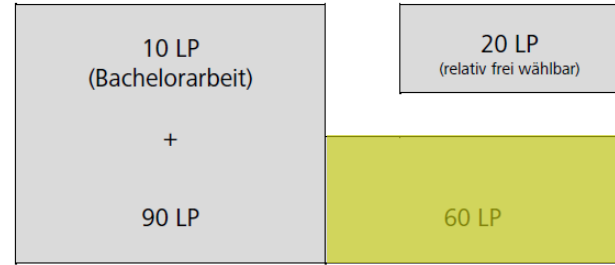 10 LP
(Bachelorarbeit)
+
90 LP
20 LP
(relativ frei wählbar)
60 LP